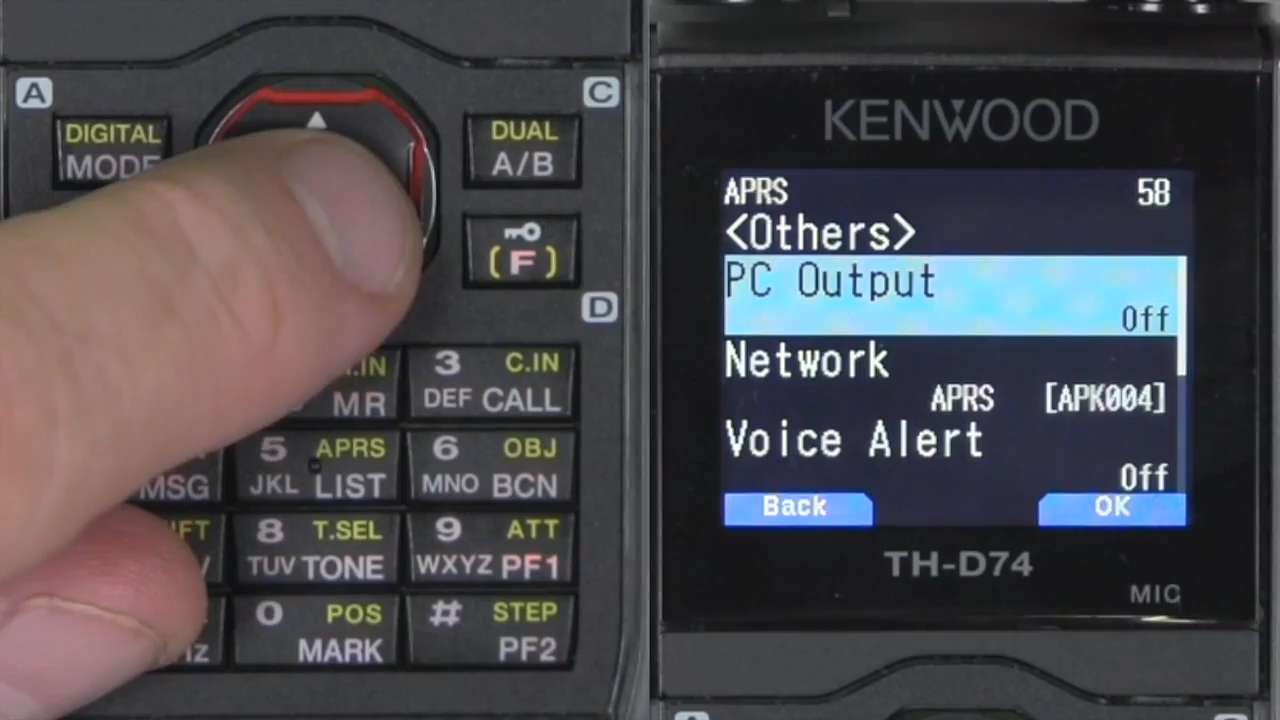 A
C
DIGITAL
MODE
DUAL
A/B
(F)
D
3 C.IN
DEF CALL
MR
5 APRS
JKL LIST
6 OBJ
MNO BCN
MSG
8 T.SEL
TUV TONE
9 ATT
WXYZ PF1
0 POS
MARK
# STEP
PF2
KENWOOD
APRS 58
<Others>
PC Output
Off
Network
APRS [APK004]
Voice Alert
Off
Back OK
TH-D74
MIC